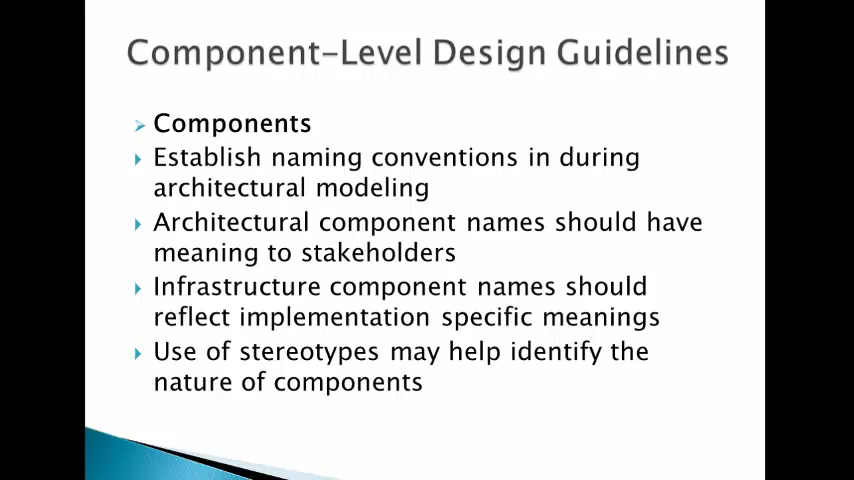 Component-Level Design Guidelines
Components
Establish naming conventions in during
architectural modeling
Architectural component names should have
meaning to stakeholders
Infrastructure component names should
reflect implementation specific meanings
Use of stereotypes may help identify the
nature of components